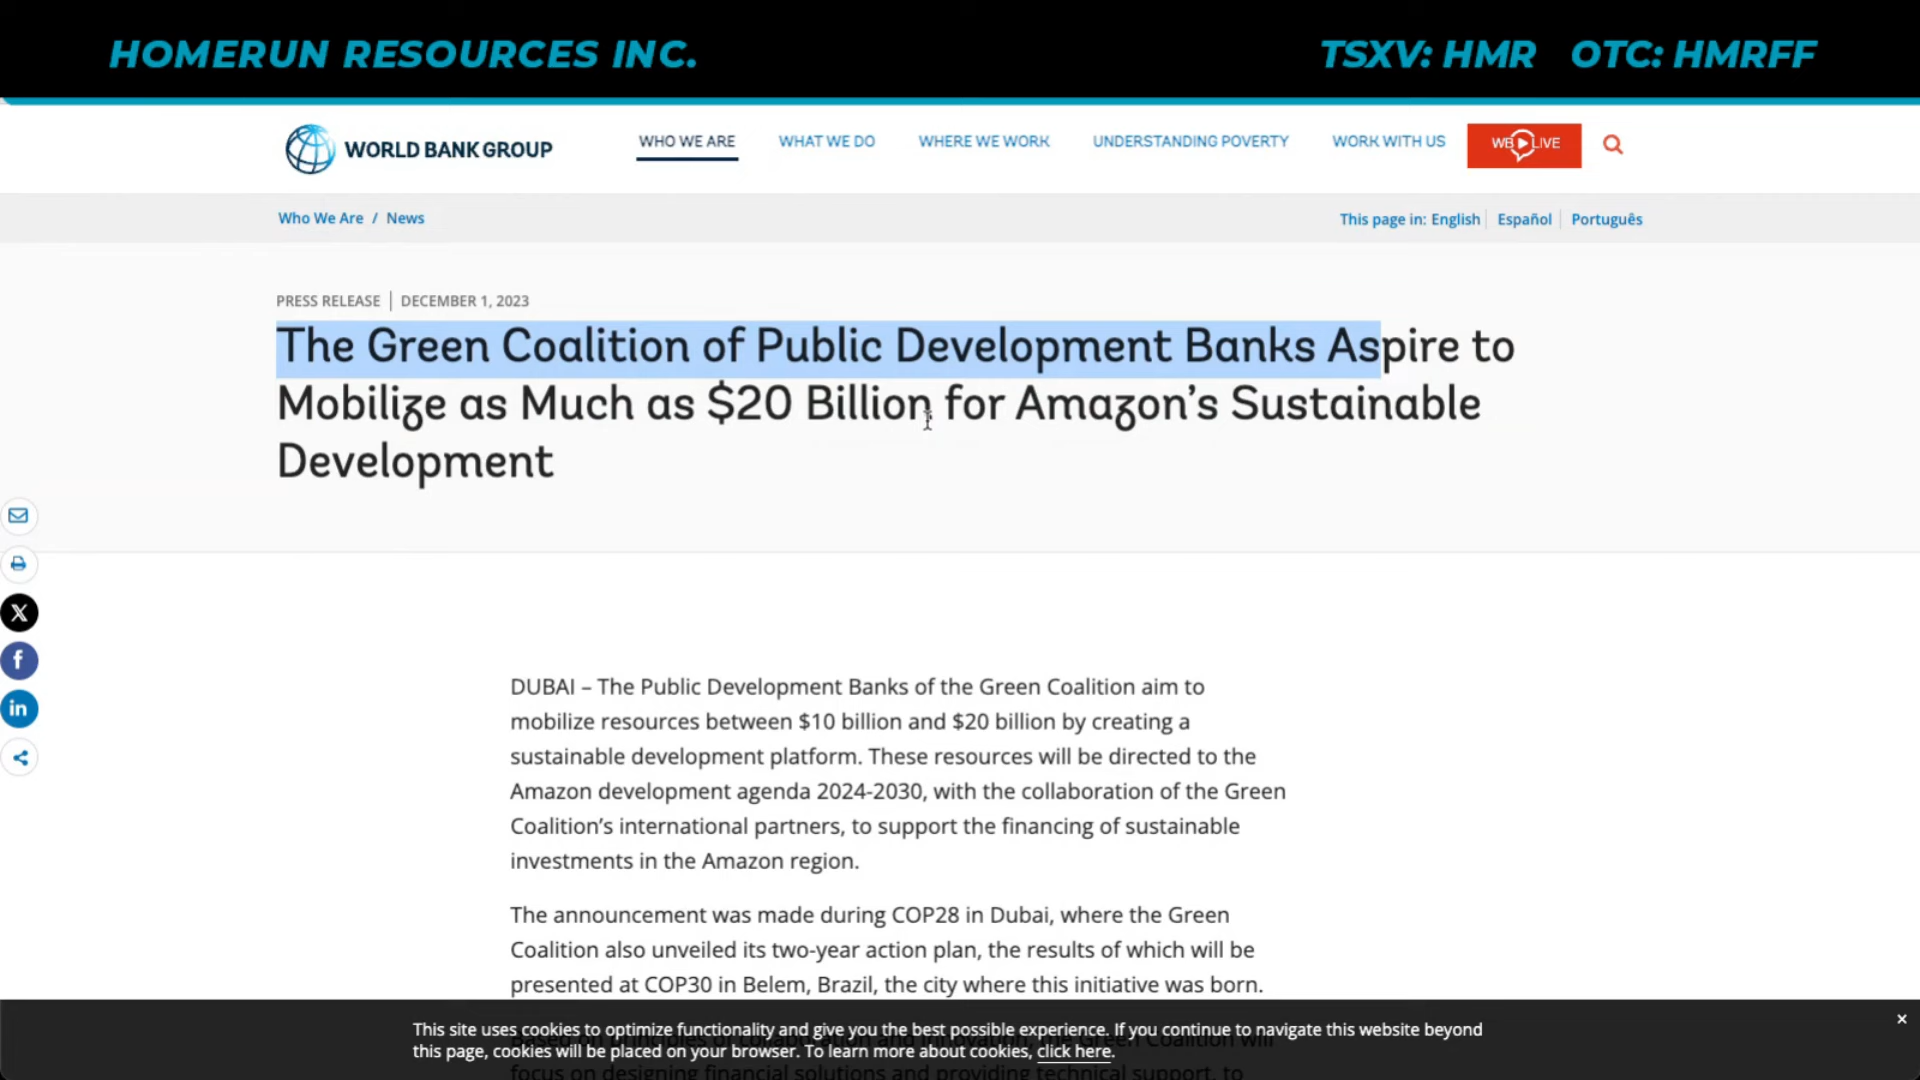 HOMERUN RESOURCES INC.
TSXV: HMR OTC: HMRFF
WORLD BANK GROUP
WHO WE ARE
WHAT WE DO
WHERE WE WORK
UNDERSTANDING POVERTY
WORK WITH US
WB LIVE
Who We Are / News
This page in: English Español Português
PRESS RELEASE DECEMBER 1, 2023
The Green Coalition of Public Development Banks Aspire to
Mobilize as Much as $20 Billion for Amazon’s Sustainable
Development
DUBAI – The Public Development Banks of the Green Coalition aim to
mobilize resources between $10 billion and $20 billion by creating a
sustainable development platform. These resources will be directed to the
Amazon development agenda 2024-2030, with the collaboration of the Green
Coalition’s international partners, to support the financing of sustainable
investments in the Amazon region.
The announcement was made during COP28 in Dubai, where the Green
Coalition also unveiled its two-year action plan, the results of which will be
presented at COP30 in Belem, Brazil, the city where this initiative was born.
This site uses cookies to optimize functionality and give you the best possible experience. If you continue to navigate this website beyond
this page, cookies will be placed on your browser. To learn more about cookies, click here.
focus on designing financial solutions and providing technical support, to